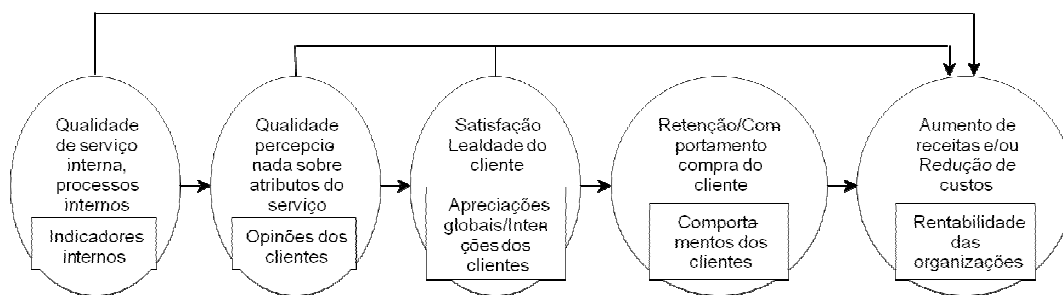 Qualidade
de serviço
interna,
processos
internos
Indicadores
internos
Qualidade
percepcio
nada sobre
atributos do
serviço
Opinões dos
clientes
Satisfação
Lealdade do
cliente
Apreciações
globais/Inten
ções dos
clientes
Retenção/Com
portamento
compra do
cliente
Comporta-
mentos dos
clientes
Aumento de
receitas e/ou
Redução de
custos
Rentabilidade
das
organizações